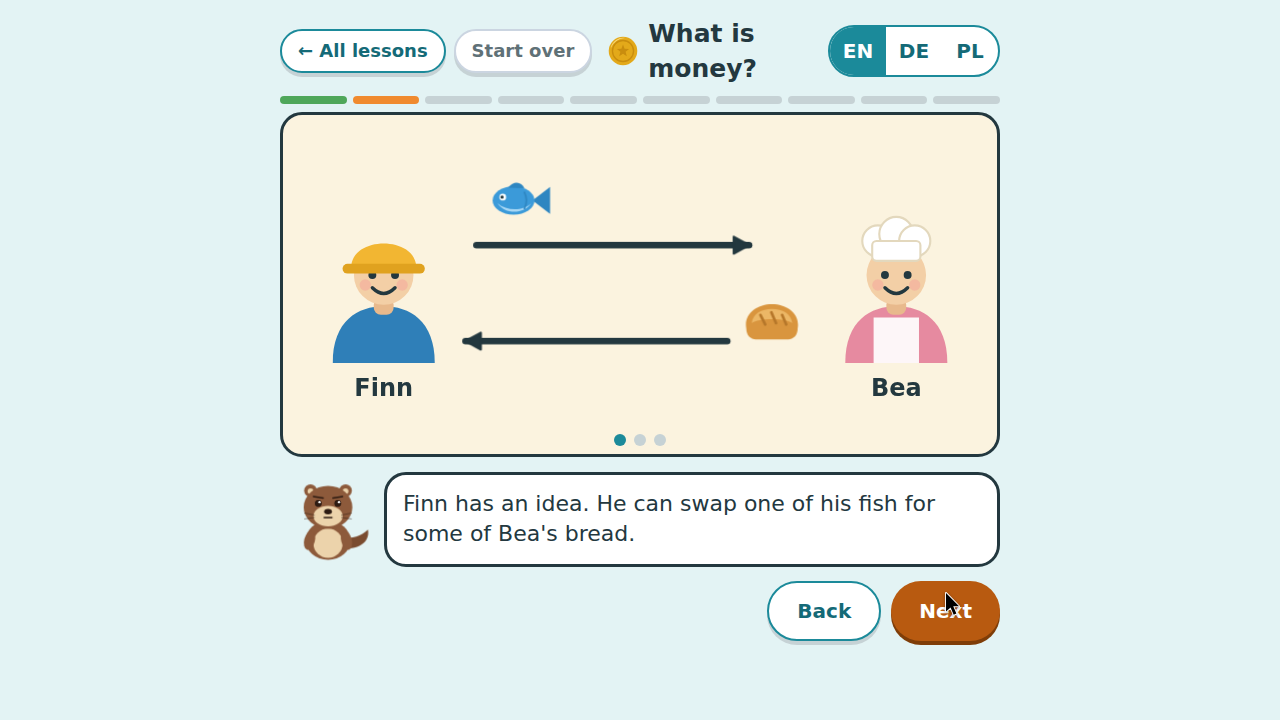 ← All lessons
Start over
What is
money?
EN DE PL
Finn
Bea
Finn has an idea. He can swap one of his fish for
some of Bea's bread.
Back
Next